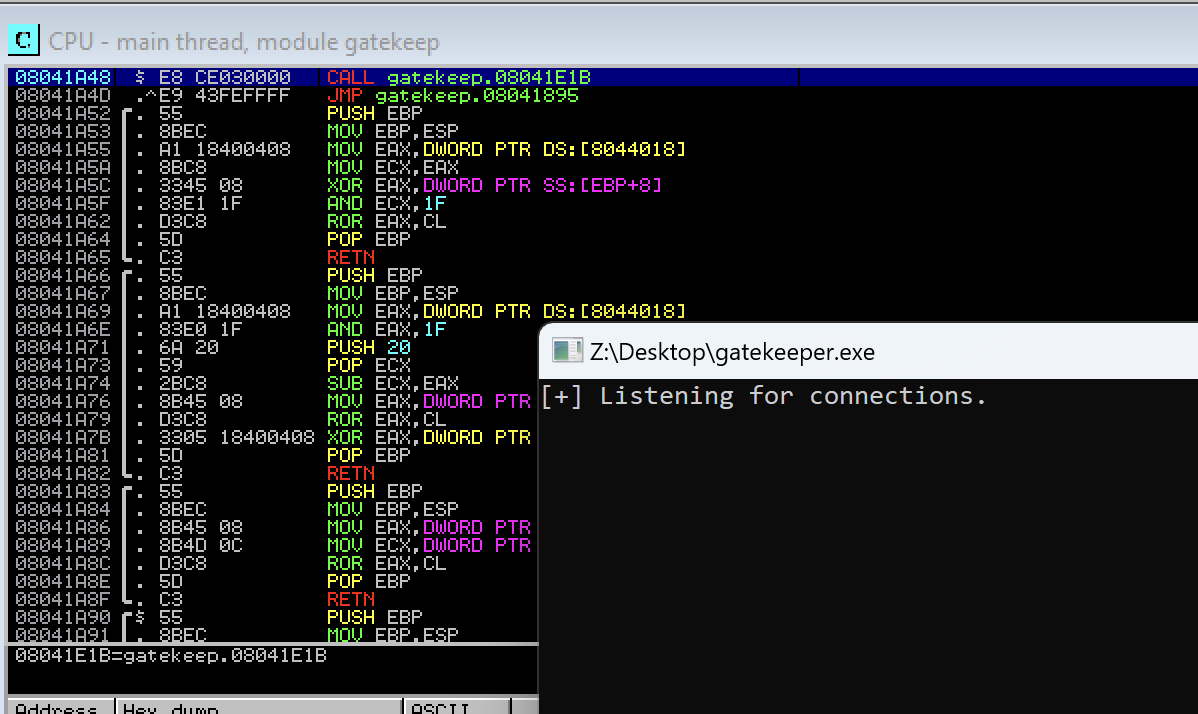 C CPU - main thread, module gatekeep
08041A48 $ E8 CE030000 CALL gatekeep.08041E1B
08041A4D .^E9 43FEFFFF JMP gatekeep.08041895
08041A52 . 55 PUSH EBP
08041A53 . 8BEC MOV EBP,ESP
08041A55 . A1 18400408 MOV EAX,DWORD PTR DS:[8044018]
08041A5A . 8BC8 MOV ECX,EAX
08041A5C . 3345 08 XOR EAX,DWORD PTR SS:[EBP+8]
08041A5F . 83E1 1F AND ECX,1F
08041A62 . D3C8 ROR EAX,CL
08041A64 . 5D POP EBP
08041A65 . C3 RETN
08041A66 . 55 PUSH EBP
08041A67 . 8BEC MOV EBP,ESP
08041A69 . A1 18400408 MOV EAX,DWORD PTR DS:[8044018]
08041A6E . 83E0 1F AND EAX,1F
08041A71 . 6A 20 PUSH 20
08041A73 . 59 POP ECX
08041A74 . 2BC8 SUB ECX,EAX
08041A76 . 8B45 08 MOV EAX,DWORD PTR
08041A79 . D3C8 ROR EAX,CL
08041A7B . 3305 18400408 XOR EAX,DWORD PTR
08041A81 . 5D POP EBP
08041A82 . C3 RETN
08041A83 . 55 PUSH EBP
08041A84 . 8BEC MOV EBP,ESP
08041A86 . 8B45 08 MOV EAX,DWORD PTR
08041A89 . 8B4D 0C MOV ECX,DWORD PTR
08041A8C . D3C8 ROR EAX,CL
08041A8E . 5D POP EBP
08041A8F . C3 RETN
08041A90 $ 55 PUSH EBP
08041A91 . 8BEC MOV EBP,ESP
08041E1B=gatekeep.08041E1B
Address Hex dump ASCII
Z:\Desktop\gatekeeper.exe
[+] Listening for connections.